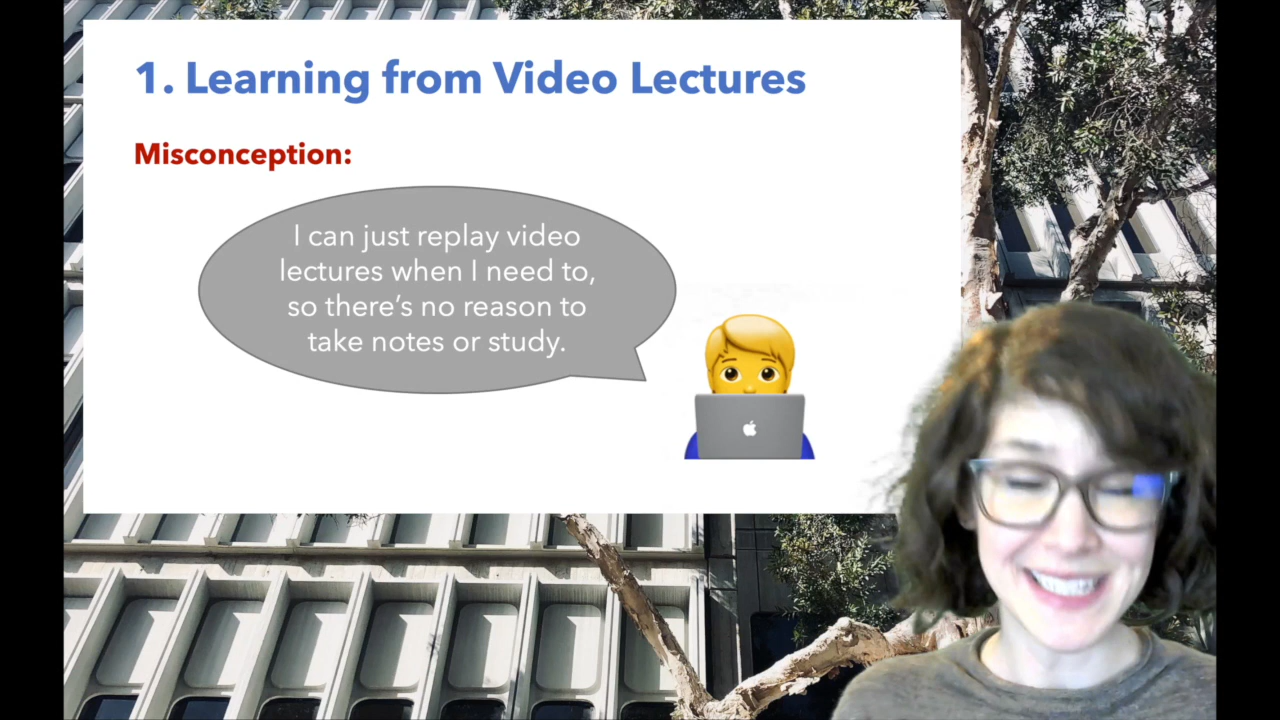 1. Learning from Video Lectures
Misconception:
I can just replay video
lectures when I need to,
so there’s no reason to
take notes or study.